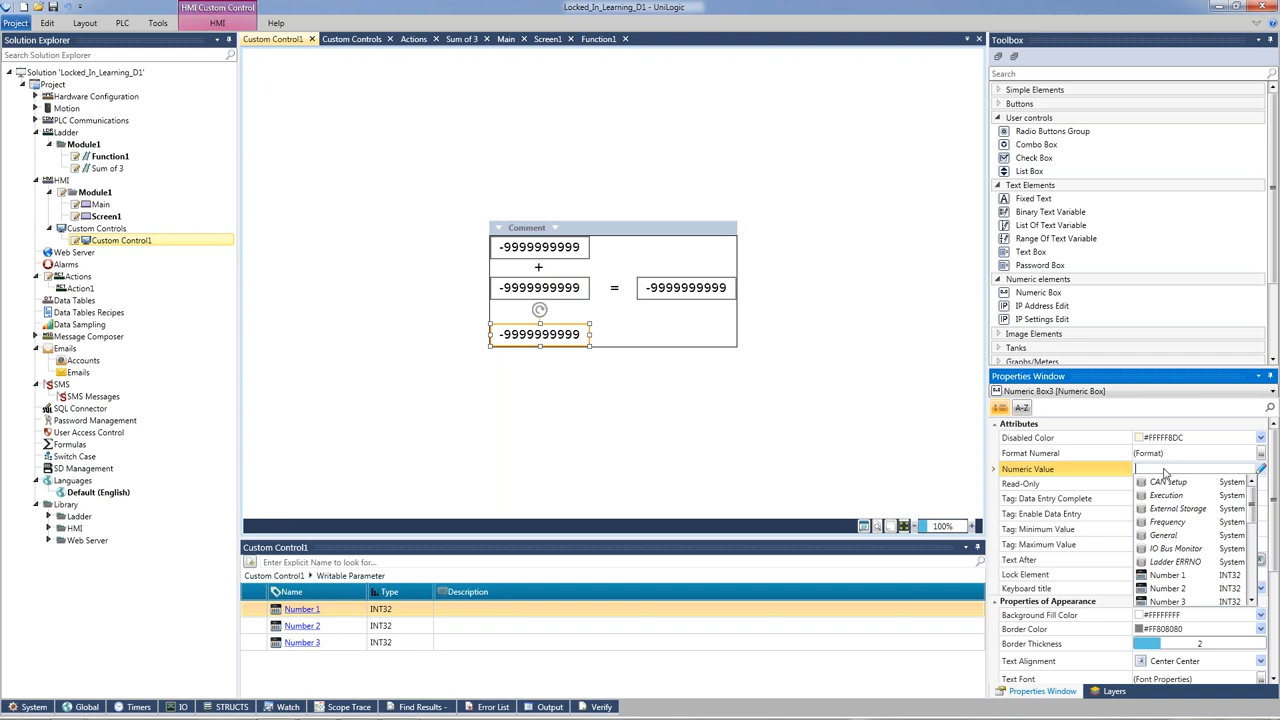 HMI Custom Control
Locked_In_Learning_D1 - UniLogic
Project
Edit
Layout
PLC
Tools
HMI
Help
Solution Explorer
Search Solution Explorer
Solution 'Locked_In_Learning_D1'
Project
Hardware Configuration
Motion
PLC Communications
Ladder
Module1
Function1
Sum of 3
HMI
Module1
Main
Screen1
Custom Controls
Custom Control1
Web Server
Alarms
Actions
Action1
Data Tables
Data Tables Recipes
Data Sampling
Message Composer
Emails
Accounts
Emails
SMS
SMS Messages
SQL Connector
Password Management
User Access Control
Formulas
Switch Case
SD Management
Languages
Default (English)
Library
Ladder
HMI
Web Server
Custom Control1
Custom Controls
Actions
Sum of 3
Main
Screen1
Function1
Comment
-9999999999
+
-9999999999 = -9999999999
-9999999999
100%
Custom Control1
Enter an Explicit Name to look for...
Custom Control1 Writable Parameter
Name Type Description
Number 1 INT32
Number 2 INT32
Number 3 INT32
Toolbox
Search
Simple Elements
Buttons
User controls
Radio Buttons Group
Combo Box
Check Box
List Box
Text Elements
Fixed Text
Binary Text Variable
List Of Text Variable
Range Of Text Variable
Text Box
Password Box
Numeric elements
Numeric Box
IP Address Edit
IP Settings Edit
Image Elements
Tanks
Graphs/Meters
Properties Window
Numeric Box3 [Numeric Box]
A-Z
Attributes
Disabled Color #FFFFF8DC
Format Numeral (Format)
Numeric Value
Read-Only
Tag: Data Entry Complete
Tag: Enable Data Entry
Tag: Minimum Value
Tag: Maximum Value
Text After
Lock Element
Keyboard title
CAN setup System
Execution System
External Storage System
Frequency System
General System
IO Bus Monitor System
Ladder ERRNO System
Number 1 INT32
Number 2 INT32
Number 3 INT32
Properties of Appearance
Background Fill Color #FFFFFFFF
Border Color #FF808080
Border Thickness 2
Text Alignment Center Center
Text Font (Font Properties)
Properties Window
Layers
System
Global
Timers
IO
STRUCTS
Watch
Scope Trace
Find Results -
Error List
Output
Verify